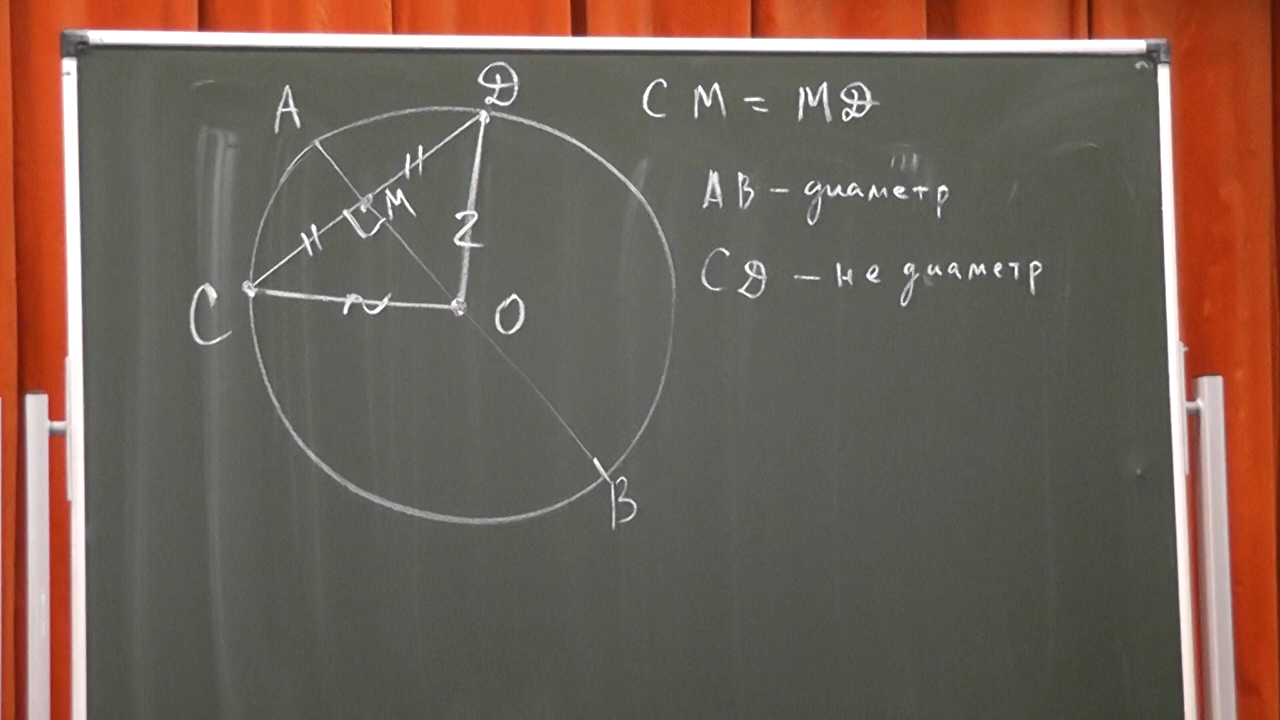 A
D
CM = MD
M
AB - диаметр
CD - не диаметр
C
O
B